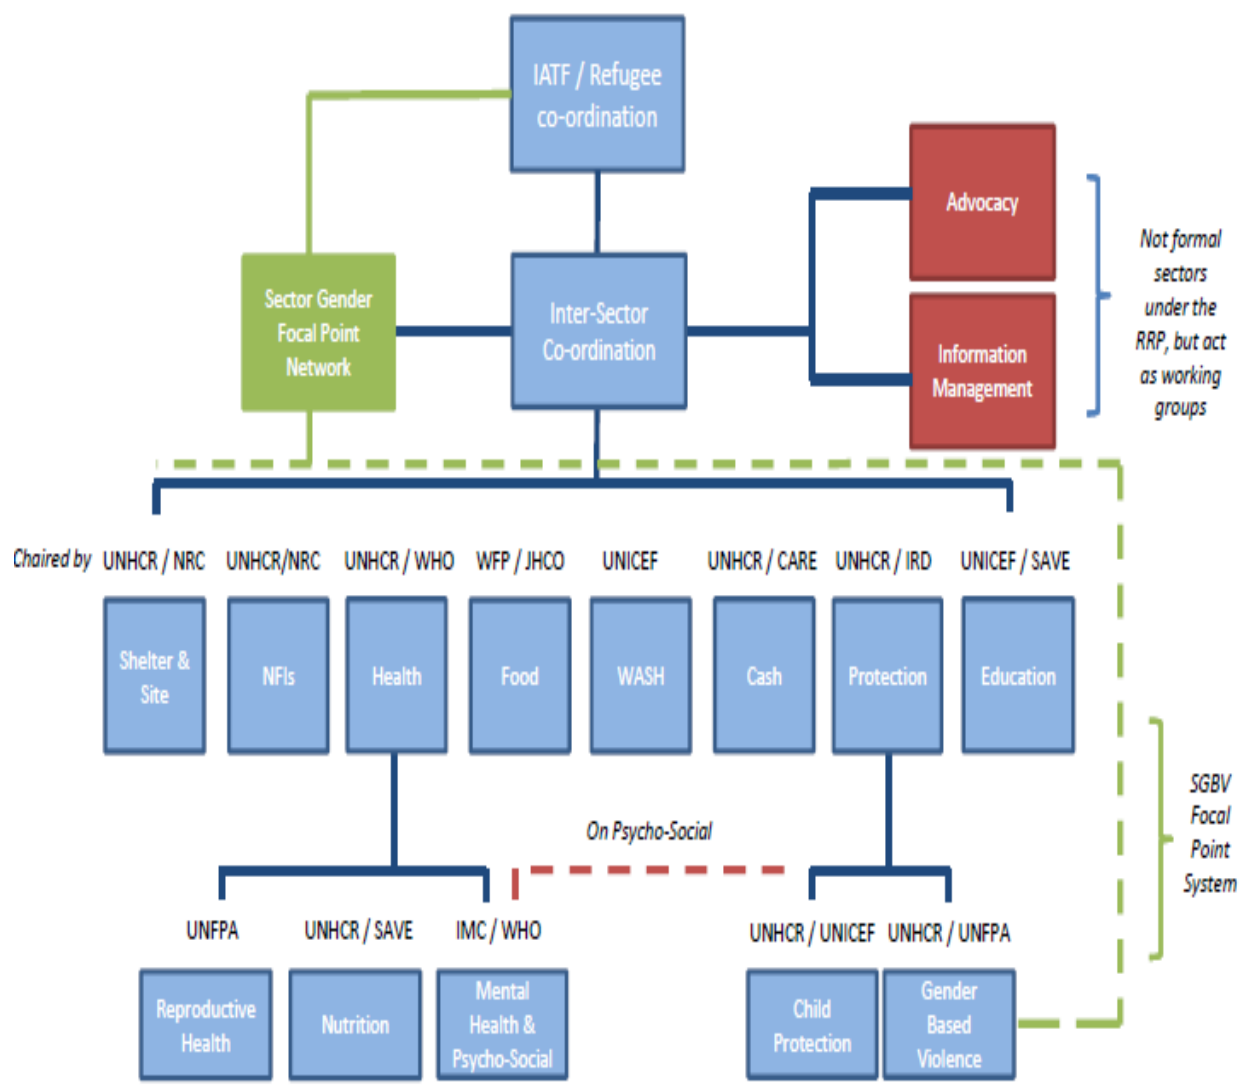 IATF / Refugee
co-ordination
Advocacy
Not formal
sectors
under the
RRP, but act
as working
groups
Sector Gender
Focal Point
Network
Inter-Sector
Co-ordination
Information
Management
Chaired by
UNHCR / NRC
UNHCR/NRC
UNHCR / WHO
WFP / JHCO
UNICEF
UNHCR / CARE
UNHCR / IRD
UNICEF / SAVE
Shelter &
Site
NFIs
Health
Food
WASH
Cash
Protection
Education
On Psycho-Social
SGBV
Focal
Point
System
UNFPA
UNHCR / SAVE
IMC / WHO
UNHCR / UNICEF
UNHCR / UNFPA
Reproductive
Health
Nutrition
Mental
Health &
Psycho-Social
Child
Protection
Gender
Based
Violence